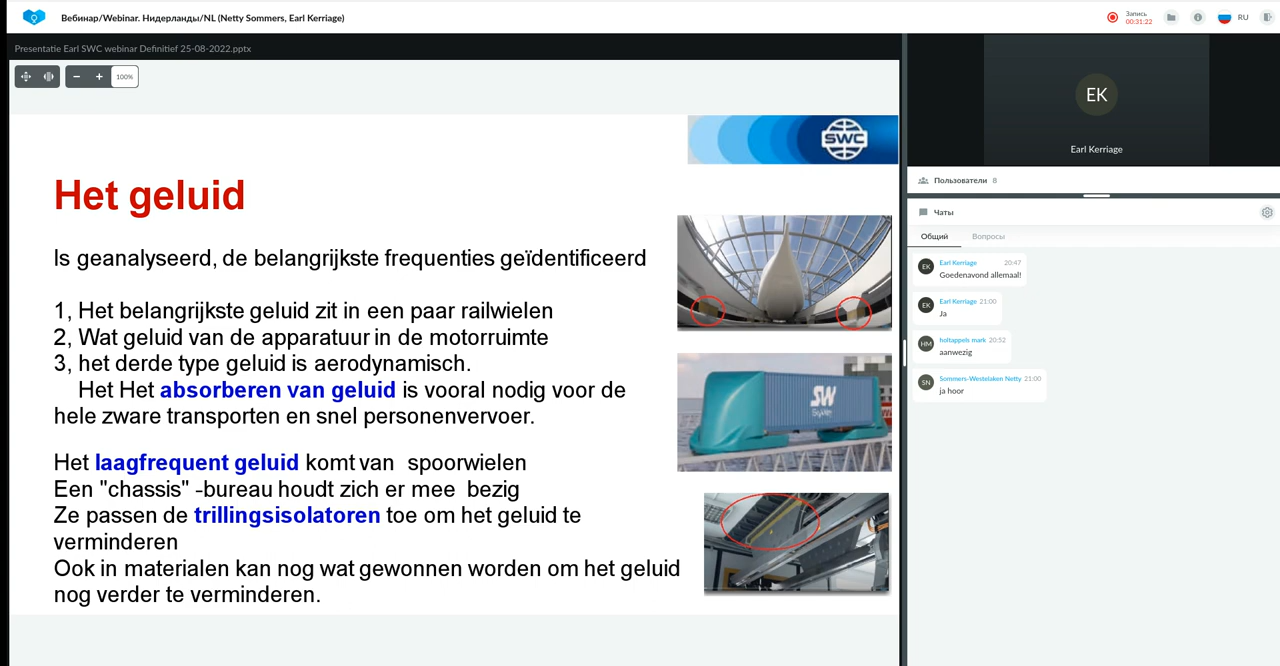 Вебинар/Webinar. Нидерланды/NL (Netty Sommers, Earl Kerriage)
Запись
00:31:22
RU
Presentatie Earl SWC webinar Definitief 25-08-2022.pptx
100%
SWC
Het geluid
Is geanalyseerd, de belangrijkste frequenties geïdentificeerd
1, Het belangrijkste geluid zit in een paar railwielen
2, Wat geluid van de apparatuur in de motorruimte
3, het derde type geluid is aerodynamisch.
Het Het absorberen van geluid is vooral nodig voor de
hele zware transporten en snel personenvervoer.
Het laagfrequent geluid komt van spoorwielen
Een "chassis" -bureau houdt zich er mee bezig
Ze passen de trillingsisolatoren toe om het geluid te
verminderen
Ook in materialen kan nog wat gewonnen worden om het geluid
nog verder te verminderen.
SW
SkyWay
EK
Earl Kerriage
Пользователи 8
Чаты
Общий Вопросы
EK Earl Kerriage 20:47
Goedenavond allemaal!
EK Earl Kerriage 21:00
Ja
HM holtappels mark 20:52
aanwezig
SN Sommers-Westelaken Netty 21:00
ja hoor